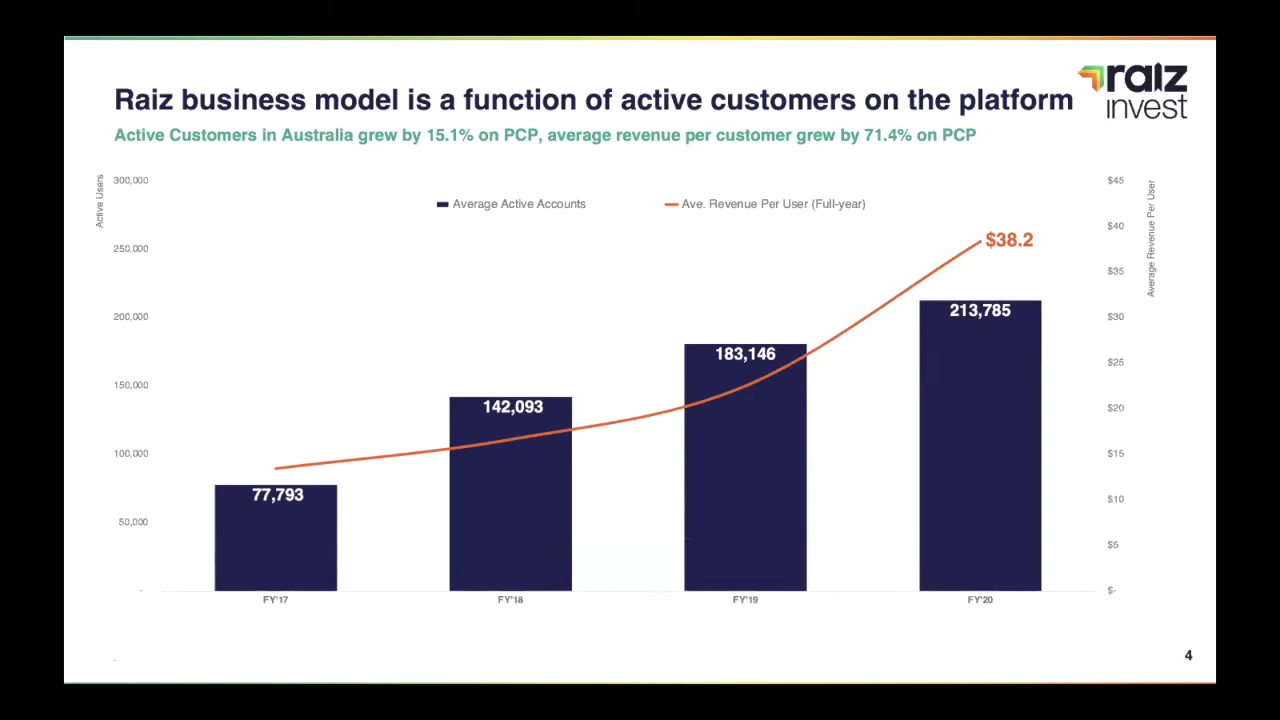 Raiz business model is a function of active customers on the platform
raiz
invest
Active Customers in Australia grew by 15.1% on PCP, average revenue per customer grew by 71.4% on PCP
Active Users
300,000
250,000
200,000
150,000
100,000
50,000
-
Average Active Accounts
Ave. Revenue Per User (Full-year)
$38.2
77,793
142,093
183,146
213,785
$45
$40
$35
$30
$25
$20
$15
$10
$5
$-
Average Revenue Per User
FY'17
FY'18
FY'19
FY'20
4